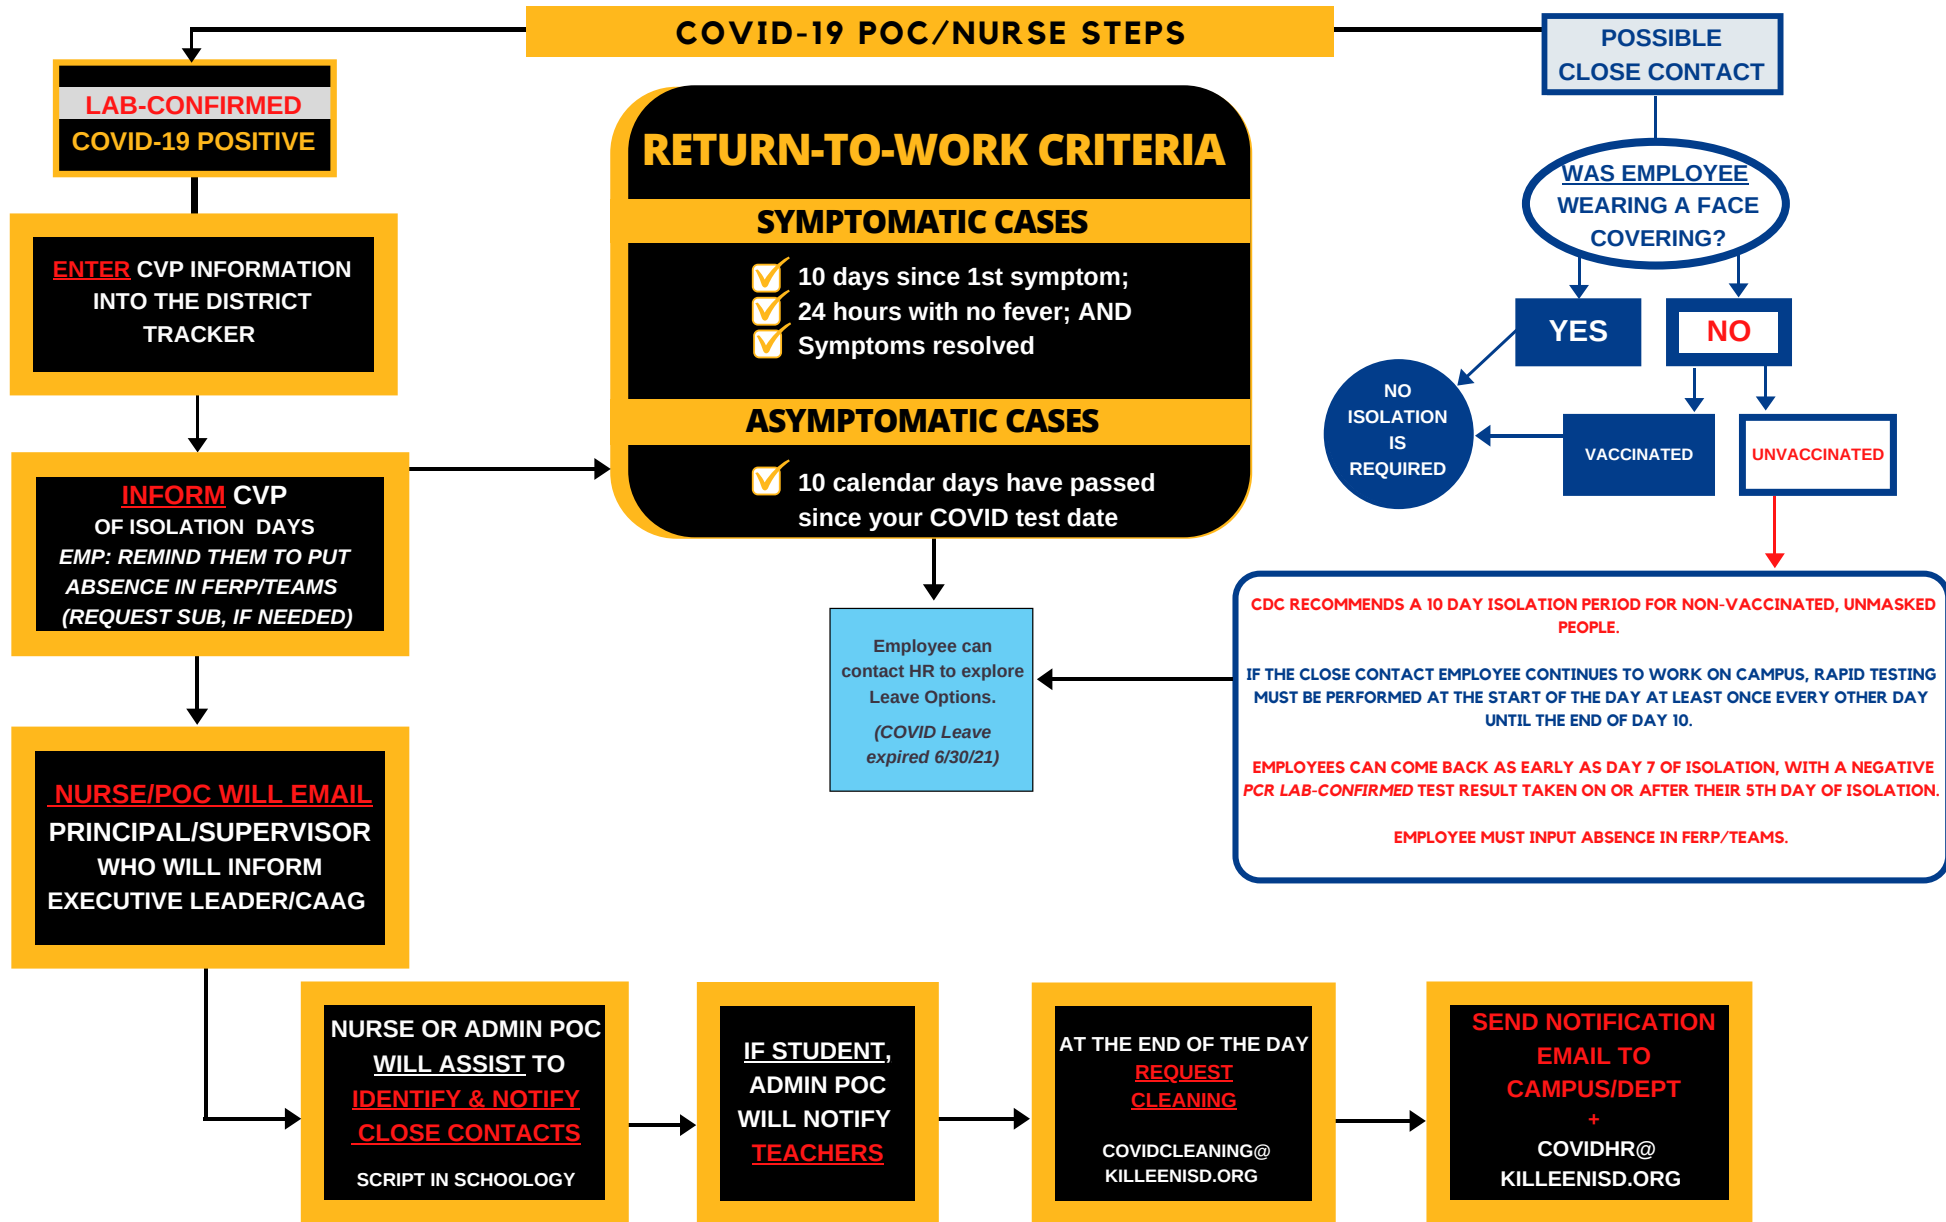 COVID-19 POC/NURSE STEPS
LAB-CONFIRMED
COVID-19 POSITIVE
ENTER CVP INFORMATION
INTO THE DISTRICT
TRACKER
INFORM CVP
OF ISOLATION DAYS
EMP: REMIND THEM TO PUT
ABSENCE IN FERP/TEAMS
(REQUEST SUB, IF NEEDED)
NURSE/POC WILL EMAIL
PRINCIPAL/SUPERVISOR
WHO WILL INFORM
EXECUTIVE LEADER/CAAG
RETURN-TO-WORK CRITERIA
SYMPTOMATIC CASES
10 days since 1st symptom;
24 hours with no fever; AND
Symptoms resolved
ASYMPTOMATIC CASES
10 calendar days have passed
since your COVID test date
Employee can
contact HR to explore
Leave Options.
(COVID Leave
expired 6/30/21)
POSSIBLE
CLOSE CONTACT
WAS EMPLOYEE
WEARING A FACE
COVERING?
YES
NO
NO
ISOLATION
IS
REQUIRED
VACCINATED
UNVACCINATED
CDC RECOMMENDS A 10 DAY ISOLATION PERIOD FOR NON-VACCINATED, UNMASKED
PEOPLE.
IF THE CLOSE CONTACT EMPLOYEE CONTINUES TO WORK ON CAMPUS, RAPID TESTING
MUST BE PERFORMED AT THE START OF THE DAY AT LEAST ONCE EVERY OTHER DAY
UNTIL THE END OF DAY 10.
EMPLOYEES CAN COME BACK AS EARLY AS DAY 7 OF ISOLATION, WITH A NEGATIVE
PCR LAB-CONFIRMED TEST RESULT TAKEN ON OR AFTER THEIR 5TH DAY OF ISOLATION.
EMPLOYEE MUST INPUT ABSENCE IN FERP/TEAMS.
NURSE OR ADMIN POC
WILL ASSIST TO
IDENTIFY & NOTIFY
CLOSE CONTACTS
SCRIPT IN SCHOOLOGY
IF STUDENT,
ADMIN POC
WILL NOTIFY
TEACHERS
AT THE END OF THE DAY
REQUEST
CLEANING
COVIDCLEANING@
KILLEENISD.ORG
SEND NOTIFICATION
EMAIL TO
CAMPUS/DEPT
+
COVIDHR@
KILLEENISD.ORG